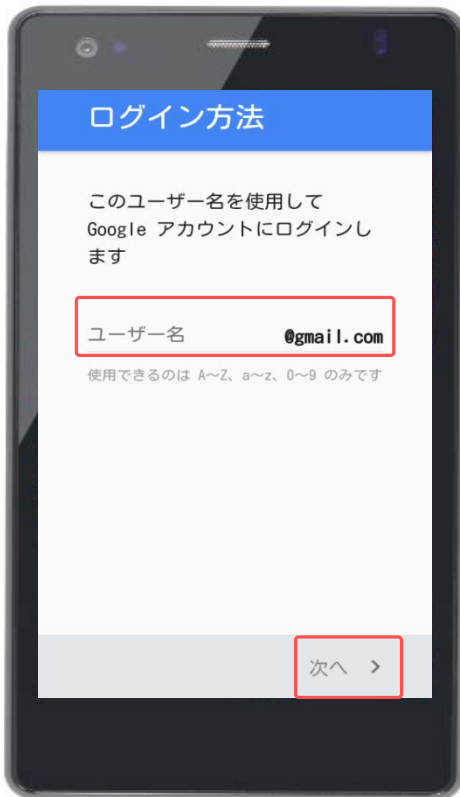 ログイン方法
このユーザー名を使用して
Google アカウントにログインし
ます
ユーザー名 @gmail.com
使用できるのは A～Z、a～z、0～9 のみです
次へ >